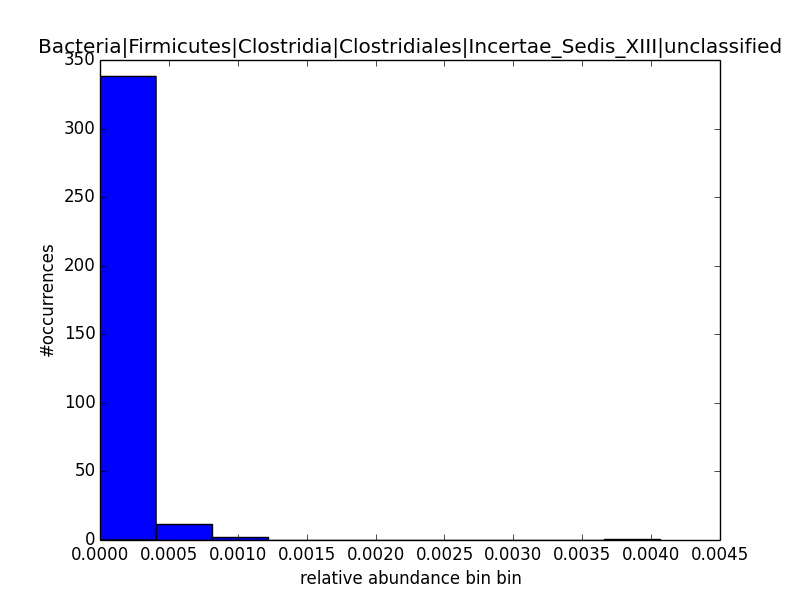 Bacteria|Firmicutes|Clostridia|Clostridiales|Incertae_Sedis_XIII|unclassified
350
300
250
200
150
100
50
0
#occurrences
0.0000 0.0005 0.0010 0.0015 0.0020 0.0025 0.0030 0.0035 0.0040 0.0045
relative abundance bin bin